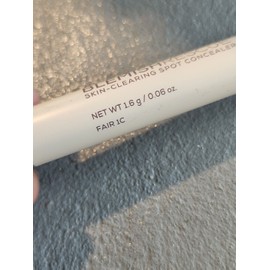 SKIN-CLEARING SPOT CONCEALER
NET WT 1.6 g / 0.06 oz.
FAIR 1C